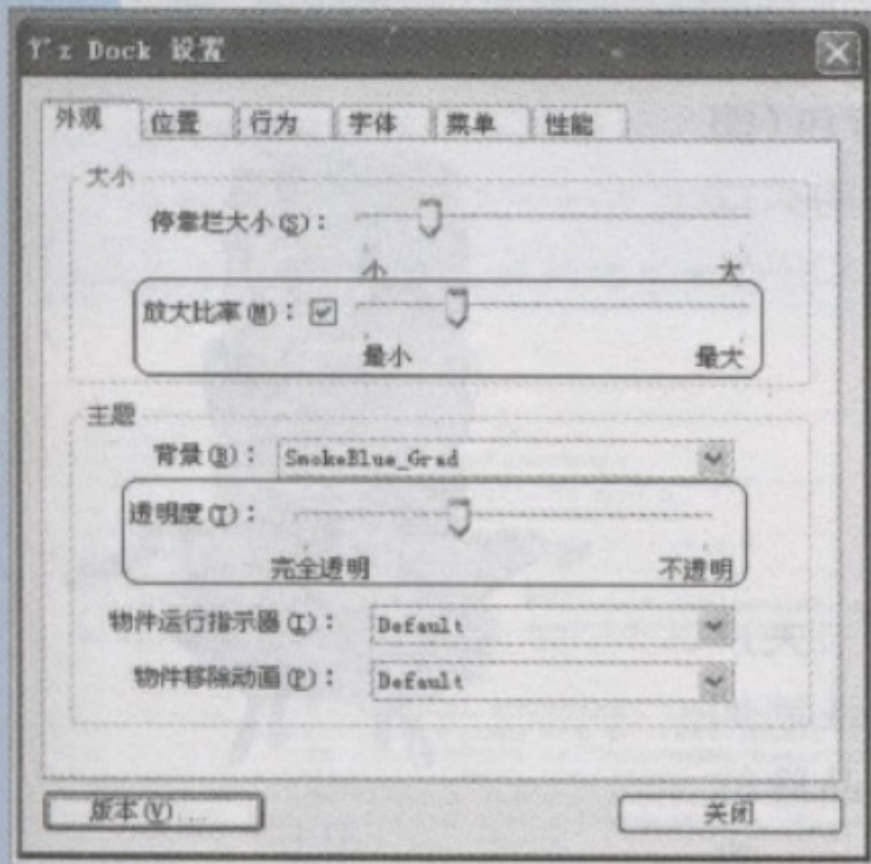 Y'z Dock 设置
外观 位置 行为 字体 菜单 性能
大小
停靠栏大小(S):
小 大
放大比率(M):
最小 最大
主题
背景(B): SmokeBlue_Grad
透明度(T):
完全透明 不透明
物件运行指示器(I): Default
物件移除动画(P): Default
版本(V)...
关闭